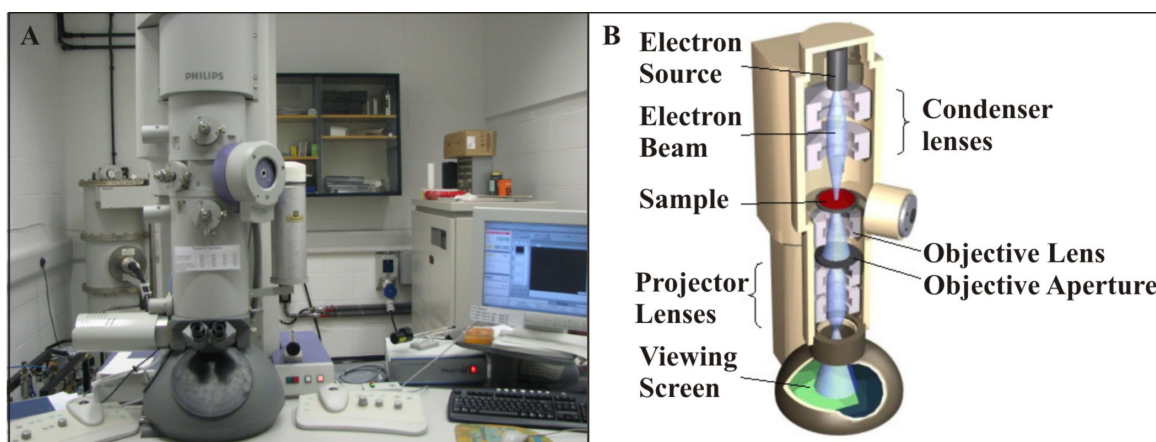 A
PHILIPS
B
Electron
Source
Electron
Beam
Condenser
lenses
Sample
Objective Lens
Objective Aperture
Projector
Lenses
Viewing
Screen